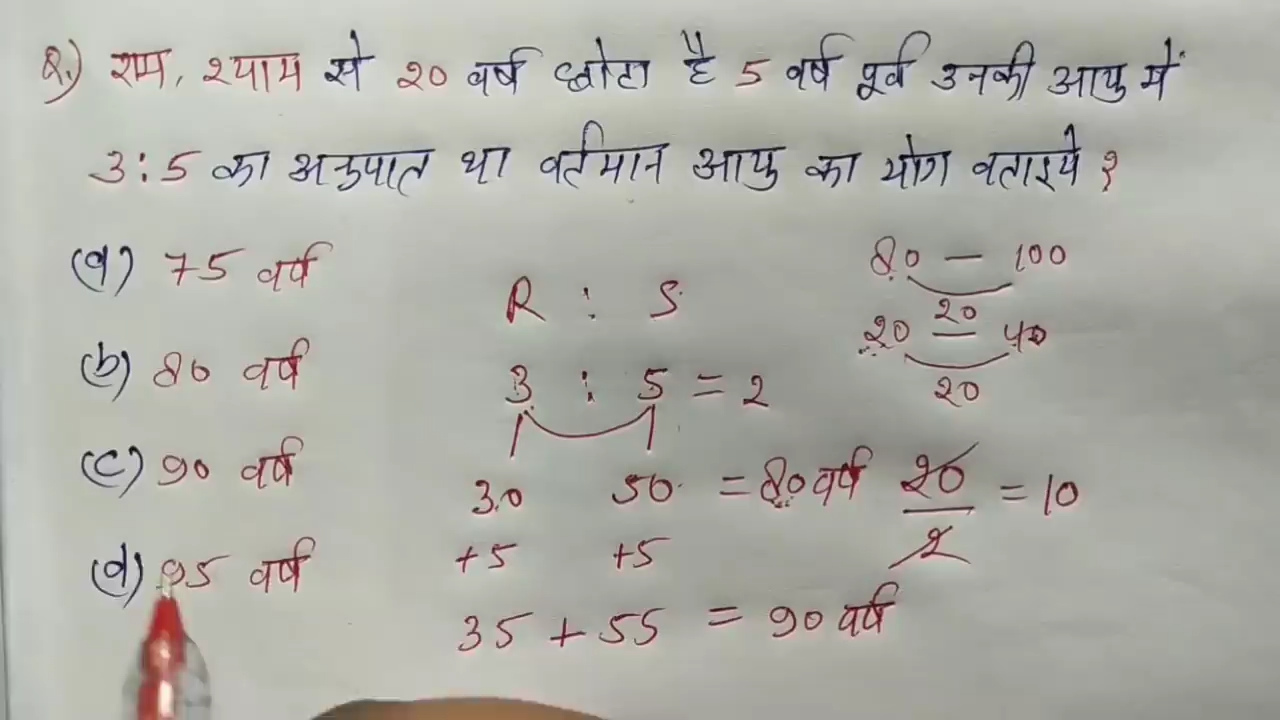 Q.) राम, श्याम से २० वर्ष छोटा है 5 वर्ष पूर्व उनकी आयु में
3:5 का अनुपात था वर्तमान आयु का योग बताइये ?
(a) 75 वर्ष
(b) 80 वर्ष
(c) 90 वर्ष
(d) 95 वर्ष
80 — 100
20
20 — 40
20
R : S
3 : 5 = 2
30 50 = 80 वर्ष 20/2 = 10
+5 +5
35 + 55 = 90 वर्ष